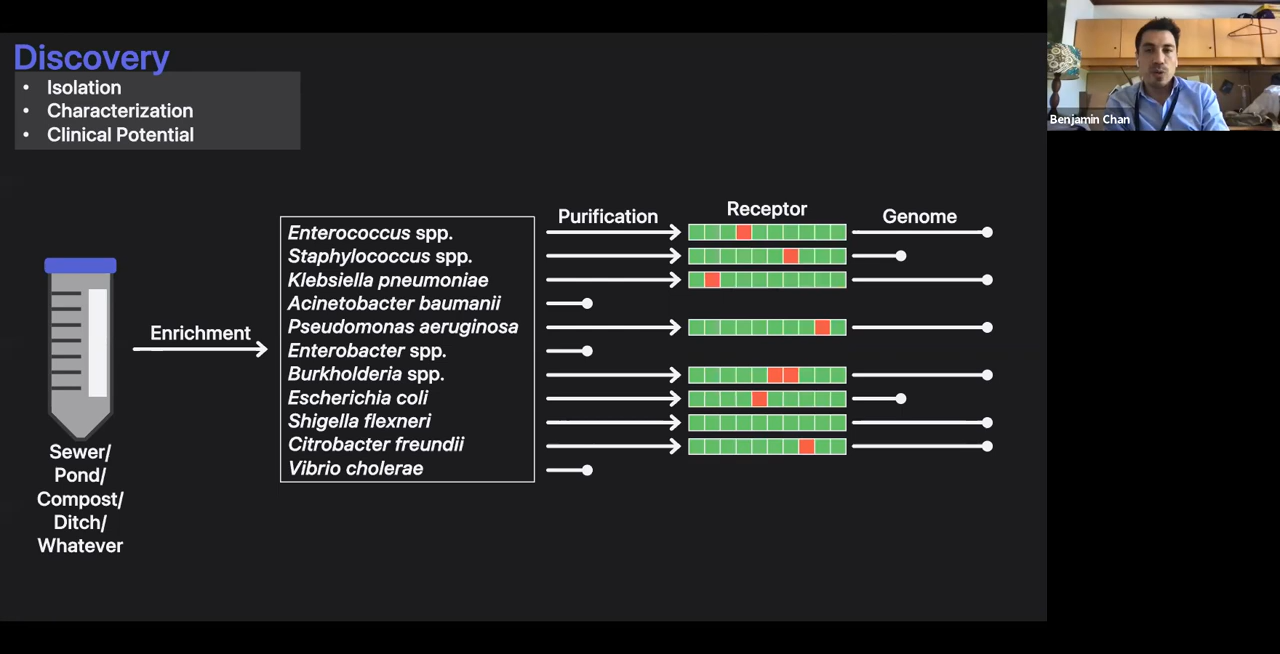 Discovery
• Isolation
• Characterization
• Clinical Potential
Benjamin Chan
Purification
Receptor
Genome
Enrichment
Enterococcus spp.
Staphylococcus spp.
Klebsiella pneumoniae
Acinetobacter baumanii
Pseudomonas aeruginosa
Enterobacter spp.
Burkholderia spp.
Escherichia coli
Shigella flexneri
Citrobacter freundii
Vibrio cholerae
Sewer/
Pond/
Compost/
Ditch/
Whatever